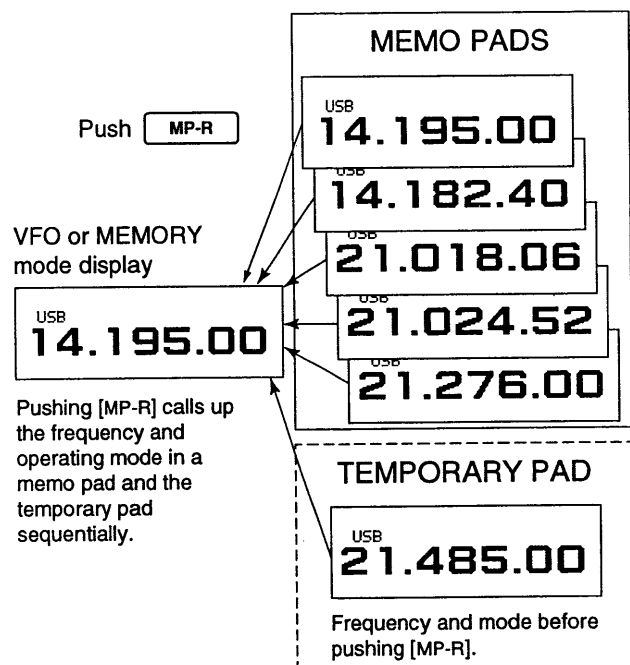 MEMO PADS
Push MP-R
USB
14.195.00
USB
14.182.40
USB
21.018.06
USB
21.024.52
USB
21.276.00
VFO or MEMORY
mode display
USB
14.195.00
Pushing [MP-R] calls up
the frequency and
operating mode in a
memo pad and the
temporary pad
sequentially.
TEMPORARY PAD
USB
21.485.00
Frequency and mode before
pushing [MP-R].